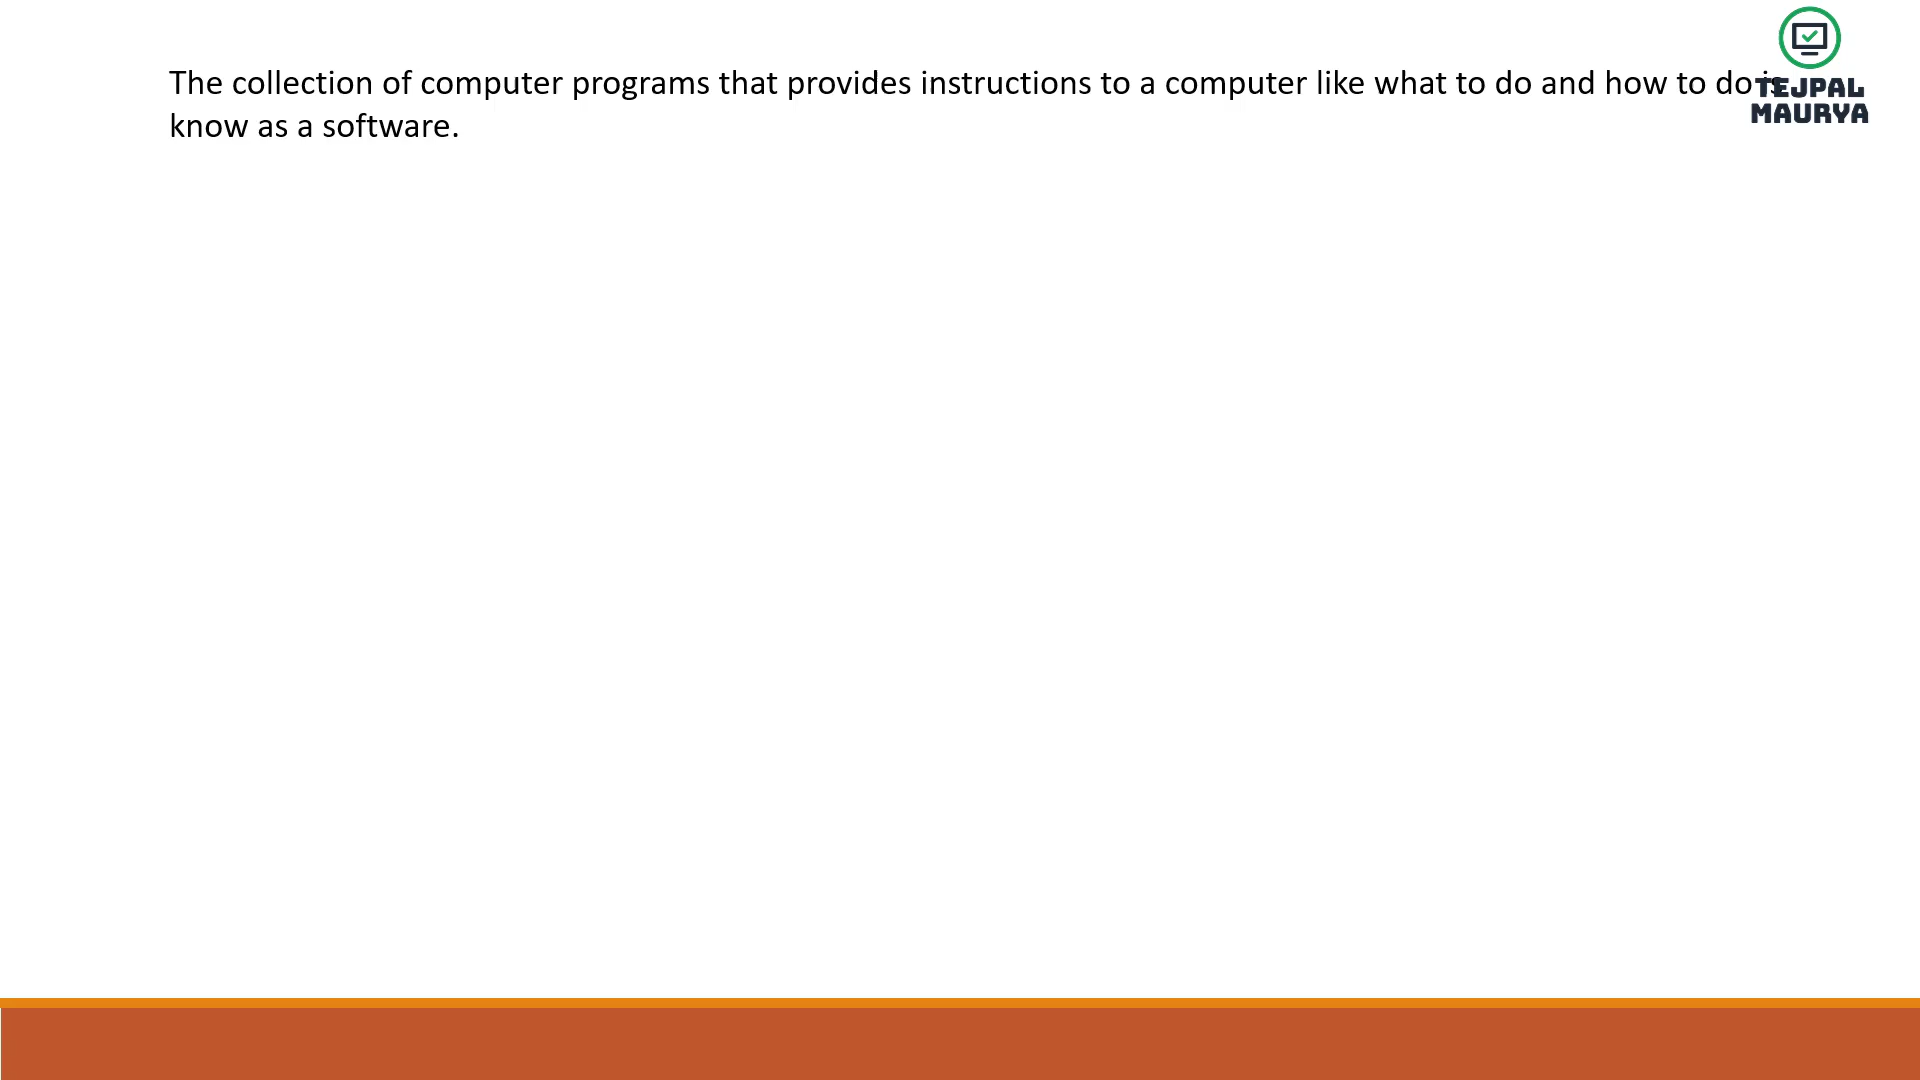 The collection of computer programs that provides instructions to a computer like what to do and how to do is
know as a software.
TEJPAL
MAURYA